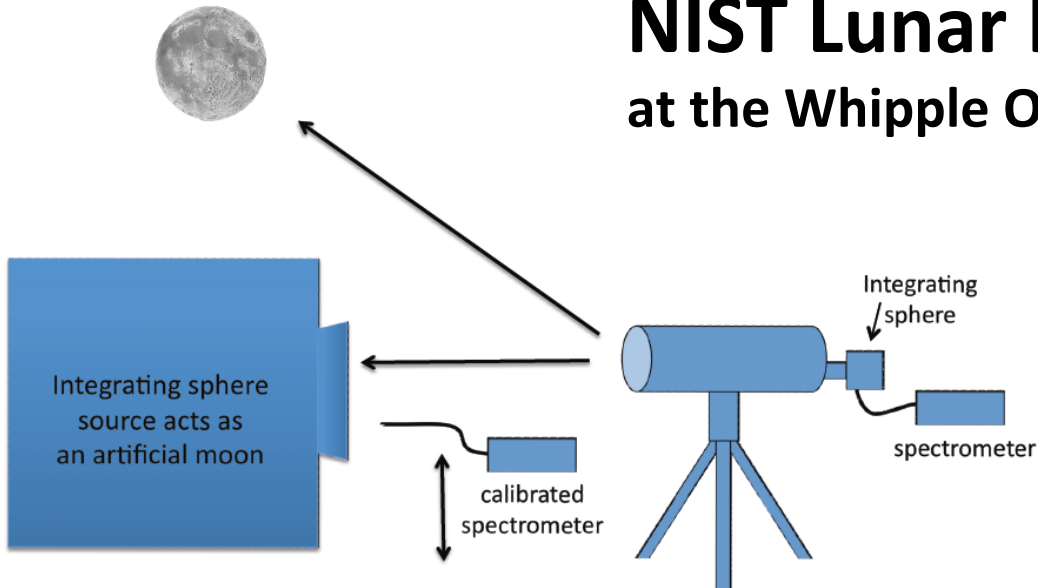 NIST Lunar
at the Whipple
Integrating
sphere
Integrating sphere
source acts as
an artificial moon
spectrometer
calibrated
spectrometer